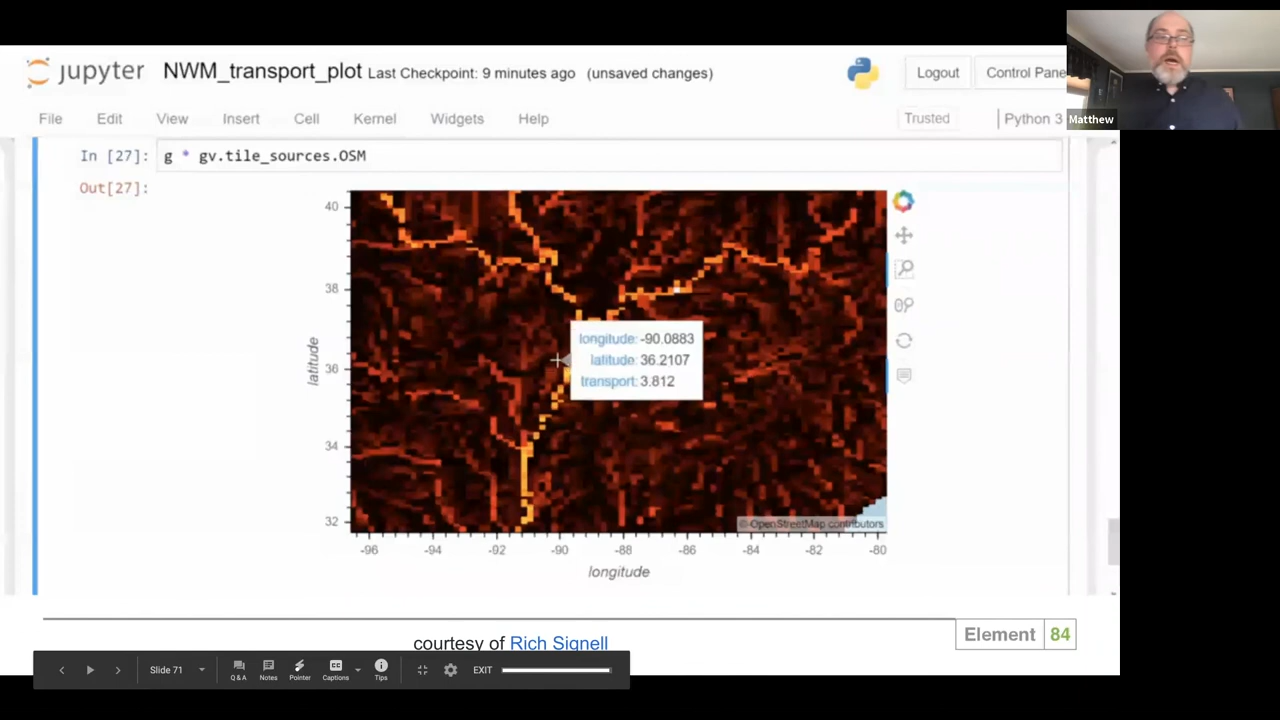 jupyter NWM_transport_plot Last Checkpoint: 9 minutes ago (unsaved changes) Logout Control Pane
Matthew
File Edit View Insert Cell Kernel Widgets Help Trusted Python 3
In [27]: g * gv.tile_sources.OSM
Out[27]:
40
38
36
34
32
latitude
longitude: -90.0883
latitude: 36.2107
transport: 3.812
© OpenStreetMap contributors
-96 -94 -92 -90 -88 -86 -84 -82 -80
longitude
courtesy of Rich Signell
Element 84
Slide 71 Q & A Notes Pointer Captions Tips EXIT